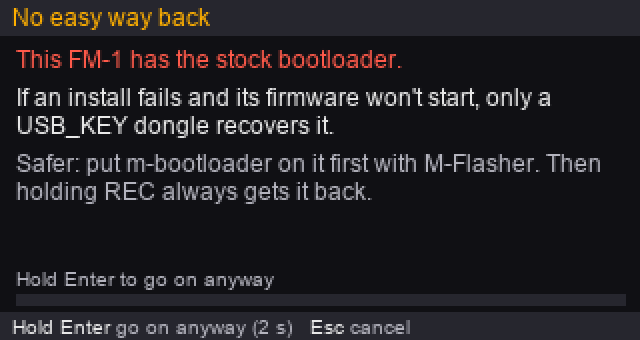 No easy way back
This FM-1 has the stock bootloader.
If an install fails and its firmware won't start, only a
USB_KEY dongle recovers it.
Safer: put m-bootloader on it first with M-Flasher. Then
holding REC always gets it back.
Hold Enter to go on anyway
Hold Enter go on anyway (2 s) Esc cancel